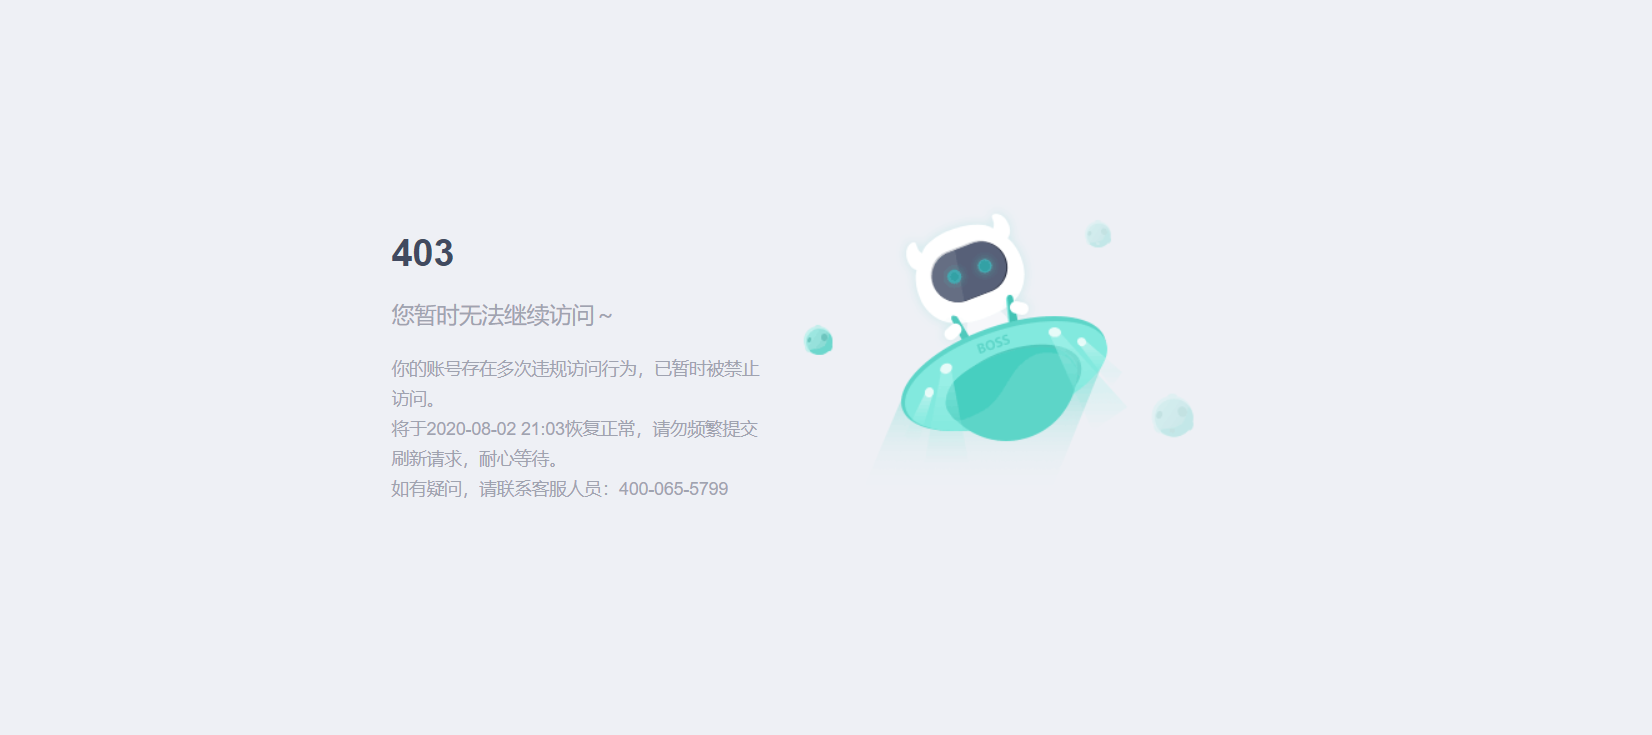 403
您暂时无法继续访问～
你的账号存在多次违规访问行为，已暂时被禁止
访问。
将于2020-08-02 21:03恢复正常，请勿频繁提交
刷新请求，耐心等待。
如有疑问，请联系客服人员：400-065-5799
BOSS